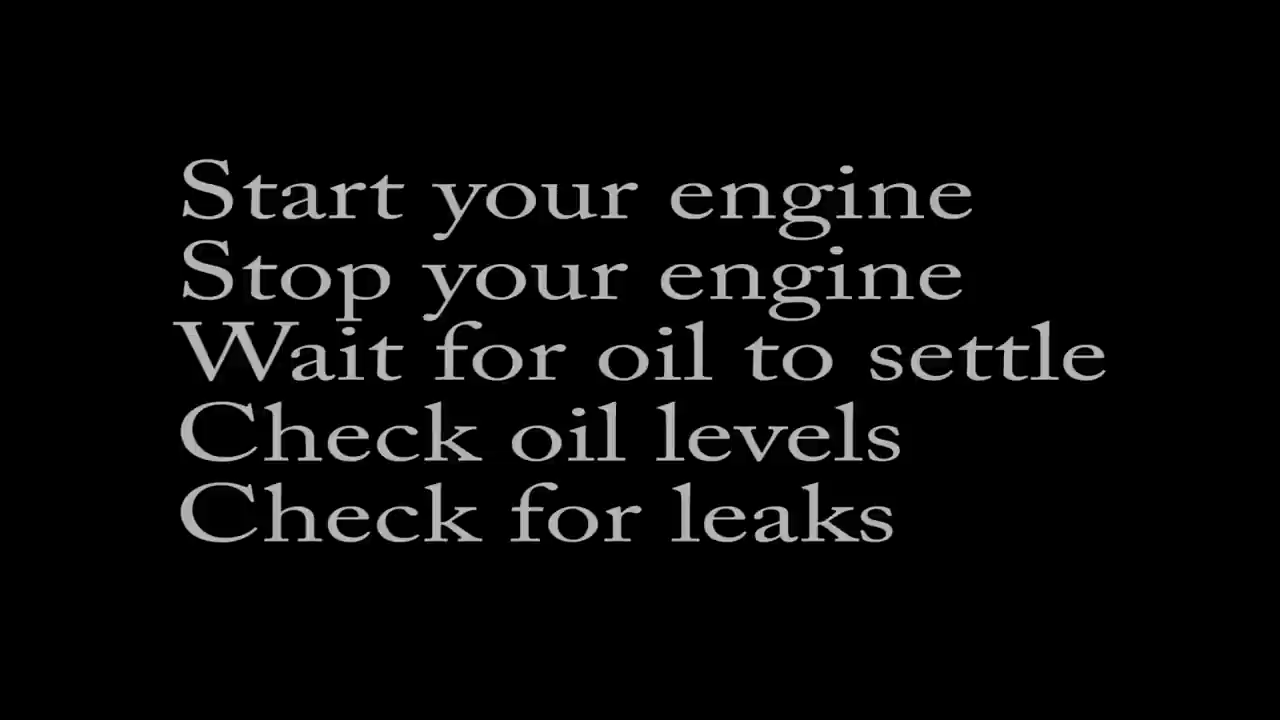 Start your engine
Stop your engine
Wait for oil to settle
Check oil levels
Check for leaks